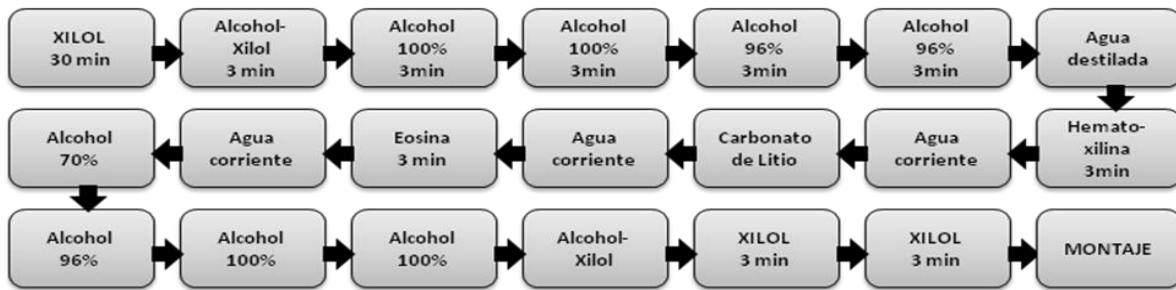 XILOL
30 min
Alcohol-
Xilol
3 min
Alcohol
100%
3min
Alcohol
100%
3min
Alcohol
96%
3min
Alcohol
96%
3min
Agua
destilada
Hemato-
xilina
3min
Agua
corriente
Carbonato
de Litio
Agua
corriente
Eosina
3 min
Agua
corriente
Alcohol
70%
Alcohol
96%
Alcohol
100%
Alcohol
100%
Alcohol-
Xilol
XILOL
3 min
XILOL
3 min
MONTAJE